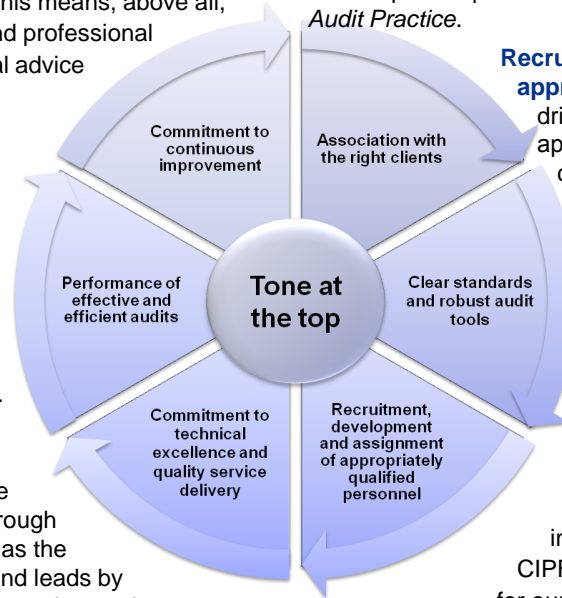 his means, above all,
nd professional
al advice
Audit Practice.
Recru
appr
dri
ap
Commitment to
continuous
improvement
Association with
the right clients
Performance of
effective and
efficient audits
Tone at
the top
Clear standards
and robust audit
tools
Commitment to
technical
excellence and
quality service
delivery
Recruitment,
development
and assignment
of appropriately
qualified
personnel
rough
as the
nd leads by
in
CIPF